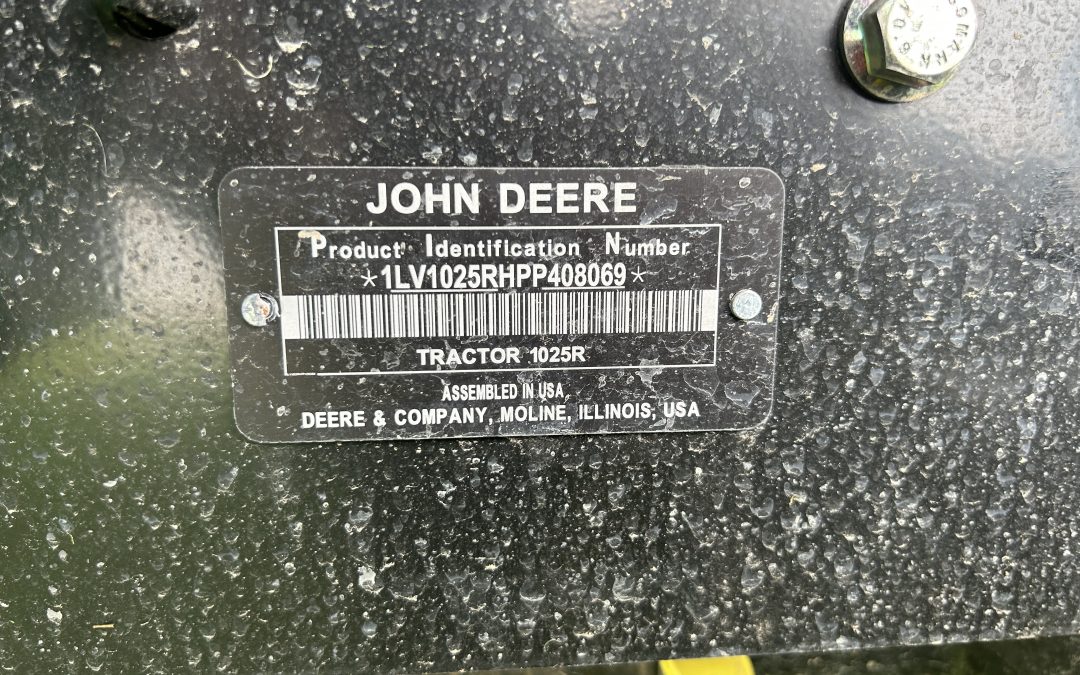 JOHN DEERE
Product Identification Number
*1LV1025RHPP408069*
TRACTOR 1025R
ASSEMBLED IN USA
DEERE & COMPANY, MOLINE, ILLINOIS, USA